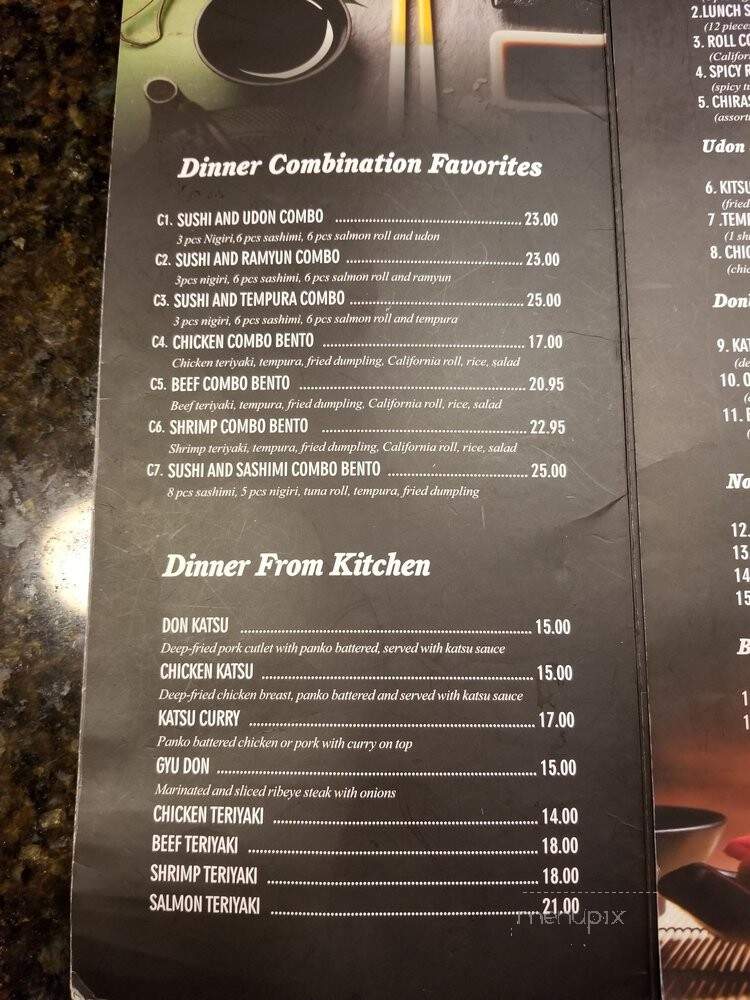 Dinner Combination Favorites
C1. SUSHI AND UDON COMBO 23.00
3 pcs Nigiri,6 pcs sashimi, 6 pcs salmon roll and udon
C2. SUSHI AND RAMYUN COMBO 23.00
3pcs nigiri, 6 pcs sashimi, 6 pcs salmon roll and ramyun
C3. SUSHI AND TEMPURA COMBO 25.00
3 pcs nigiri, 6 pcs sashimi, 6 pcs salmon roll and tempura
C4. CHICKEN COMBO BENTO 17.00
Chicken teriyaki, tempura, fried dumpling, California roll, rice, salad
C5. BEEF COMBO BENTO 20.95
Beef teriyaki, tempura, fried dumpling, California roll, rice, salad
C6. SHRIMP COMBO BENTO 22.95
Shrimp teriyaki, tempura, fried dumpling, California roll, rice, salad
C7. SUSHI AND SASHIMI COMBO BENTO 25.00
8 pcs sashimi, 5 pcs nigiri, tuna roll, tempura, fried dumpling
Dinner From Kitchen
DON KATSU 15.00
Deep-fried pork cutlet with panko battered, served with katsu sauce
CHICKEN KATSU 15.00
Deep-fried chicken breast, panko battered and served with katsu sauce
KATSU CURRY 17.00
Panko battered chicken or pork with curry on top
GYU DON 15.00
Marinated and sliced ribeye steak with onions
CHICKEN TERIYAKI 14.00
BEEF TERIYAKI 18.00
SHRIMP TERIYAKI 18.00
SALMON TERIYAKI 21.00
menupix
2.LUNCH
(12
3. ROLL
4. SPICY
(spicy
5.
Udon
6.
(fried
7 .
(1
8.
9.
10.
11.
12.
13
14
15